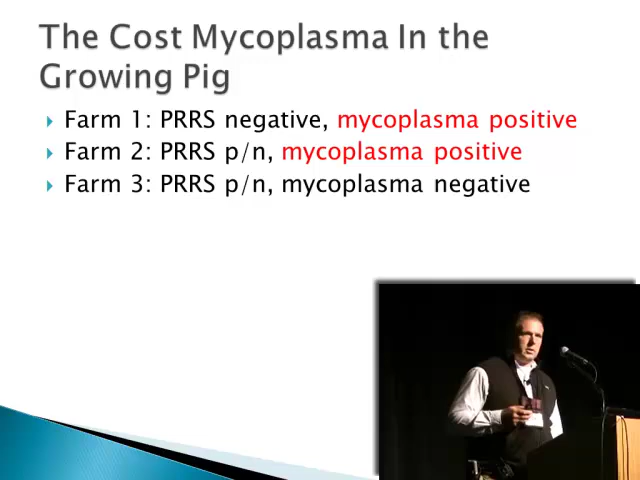 The Cost Mycoplasma In the
Growing Pig
Farm 1: PRRS negative, mycoplasma positive
Farm 2: PRRS p/n, mycoplasma positive
Farm 3: PRRS p/n, mycoplasma negative